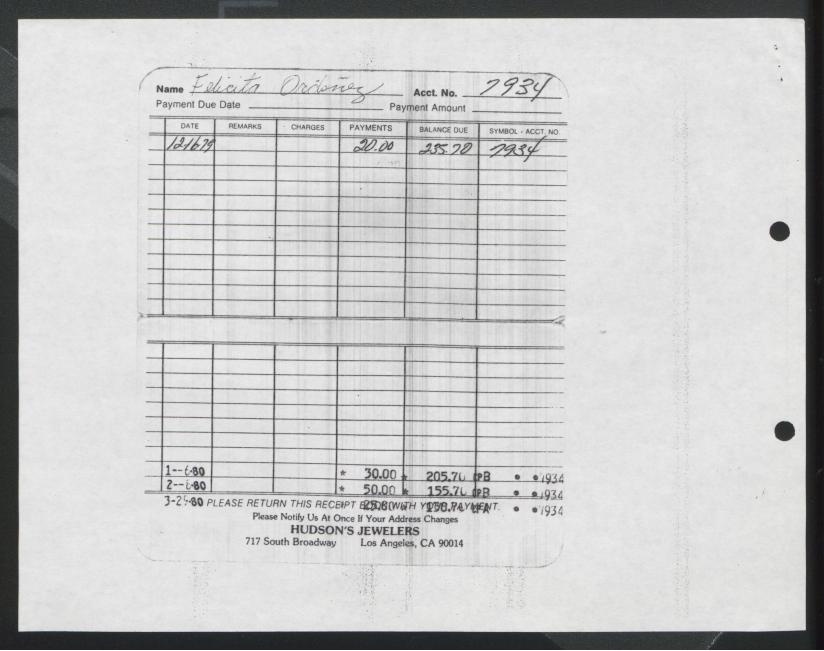 Name Felicita Ordoñez Acct. No. 7934
Payment Due Date Payment Amount
DATE REMARKS CHARGES PAYMENTS BALANCE DUE SYMBOL - ACCT. NO.
12/16/79 20.00 235.70 7934
1--6-80 * 30.00 * 205.70 PB • • 1934
2--6-80 * 50.00 * 155.70 PB • • 1934
3-2 -80 PLEASE RETURN THIS RECEIPT BOOK WITH YOUR PAYMENT. 25.00 130.70 • • 1934
Please Notify Us At Once If Your Address Changes
HUDSON'S JEWELERS
717 South Broadway Los Angeles, CA 90014